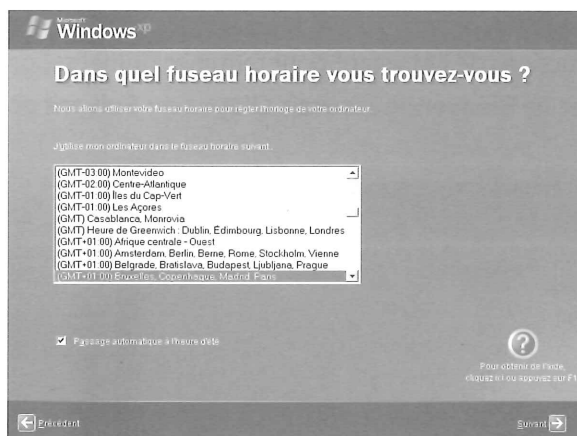 Microsoft
Windows xp
Dans quel fuseau horaire vous trouvez-vous ?
Nous allons utiliser votre fuseau horaire pour régler l'horloge de votre ordinateur.
J'utilise mon ordinateur dans le fuseau horaire suivant :
(GMT-03:00) Montevideo
(GMT-02:00) Centre-Atlantique
(GMT-01:00) Îles du Cap-Vert
(GMT-01:00) Les Açores
(GMT) Casablanca, Monrovia
(GMT) Heure de Greenwich : Dublin, Édimbourg, Lisbonne, Londres
(GMT+01:00) Afrique centrale - Ouest
(GMT+01:00) Amsterdam, Berlin, Berne, Rome, Stockholm, Vienne
(GMT+01:00) Belgrade, Bratislava, Budapest, Ljubljana, Prague
(GMT+01:00) Bruxelles, Copenhague, Madrid, Paris
Passage automatique à l'heure d'été
?
Pour obtenir de l'aide,
cliquez ici ou appuyez sur F1
Précédent
Suivant